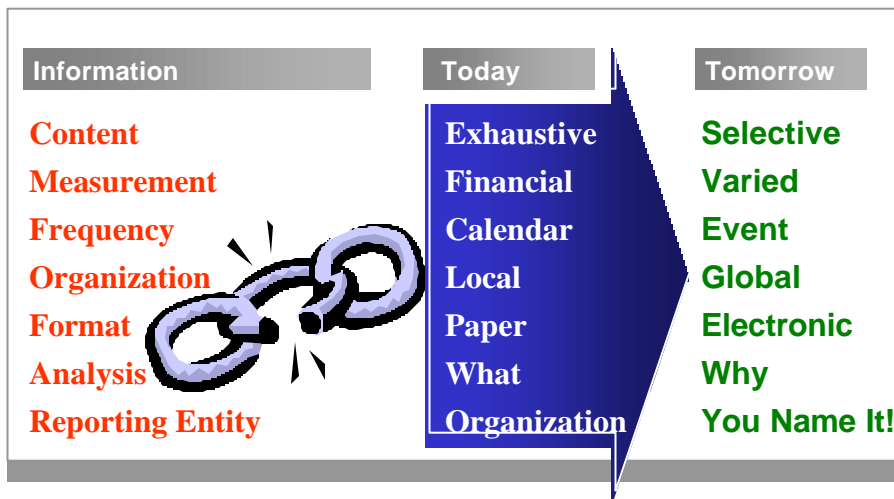 Information Today Tomorrow
Content Exhaustive Selective
Measurement Financial Varied
Frequency Calendar Event
Organization Local Global
Format Paper Electronic
Analysis What Why
Reporting Entity Organization You Name It!